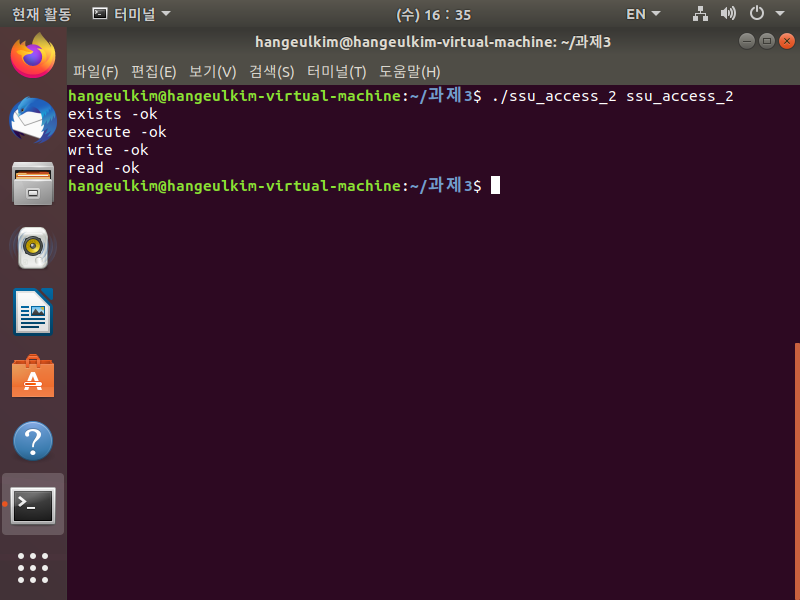 현재 활동 터미널 (수) 16 : 35 EN
hangeulkim@hangeulkim-virtual-machine: ~/과제3
파일(F) 편집(E) 보기(V) 검색(S) 터미널(T) 도움말(H)
hangeulkim@hangeulkim-virtual-machine:~/과제3$ ./ssu_access_2 ssu_access_2
exists -ok
execute -ok
write -ok
read -ok
hangeulkim@hangeulkim-virtual-machine:~/과제3$